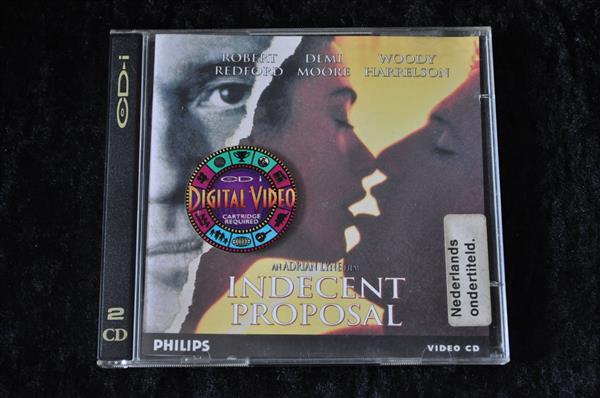 CD-i
2
CD
ROBERT REDFORD
DEMI MOORE
WOODY HARRELSON
CD-i
DIGITAL VIDEO
CARTRIDGE
REQUIRED
AN ADRIAN LYNE FILM
INDECENT
PROPOSAL
Nederlands
ondertiteld.
PHILIPS
VIDEO CD